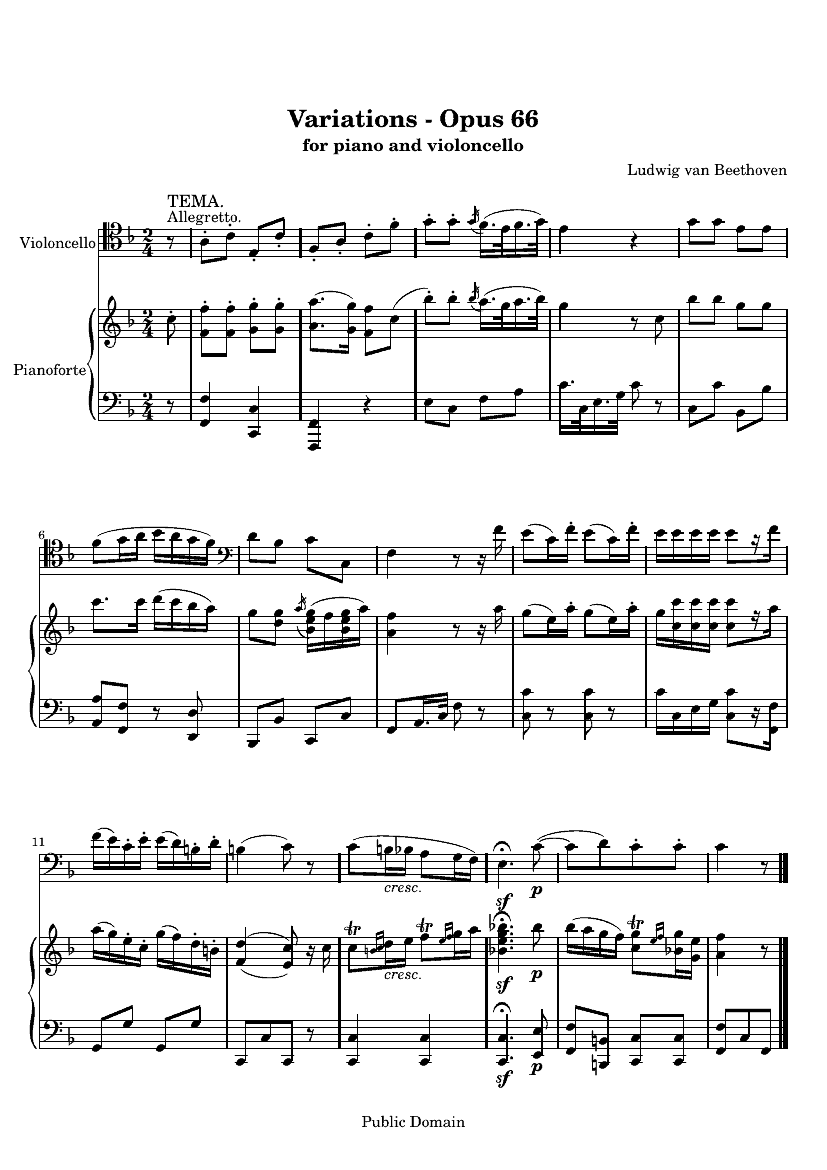 Variations - Opus 66
for piano and violoncello
Ludwig van Beethoven
TEMA.
Allegretto.
Violoncello
Pianoforte
6
11
cresc.
sf
p
cresc.
sf
p
sf
p
Public Domain